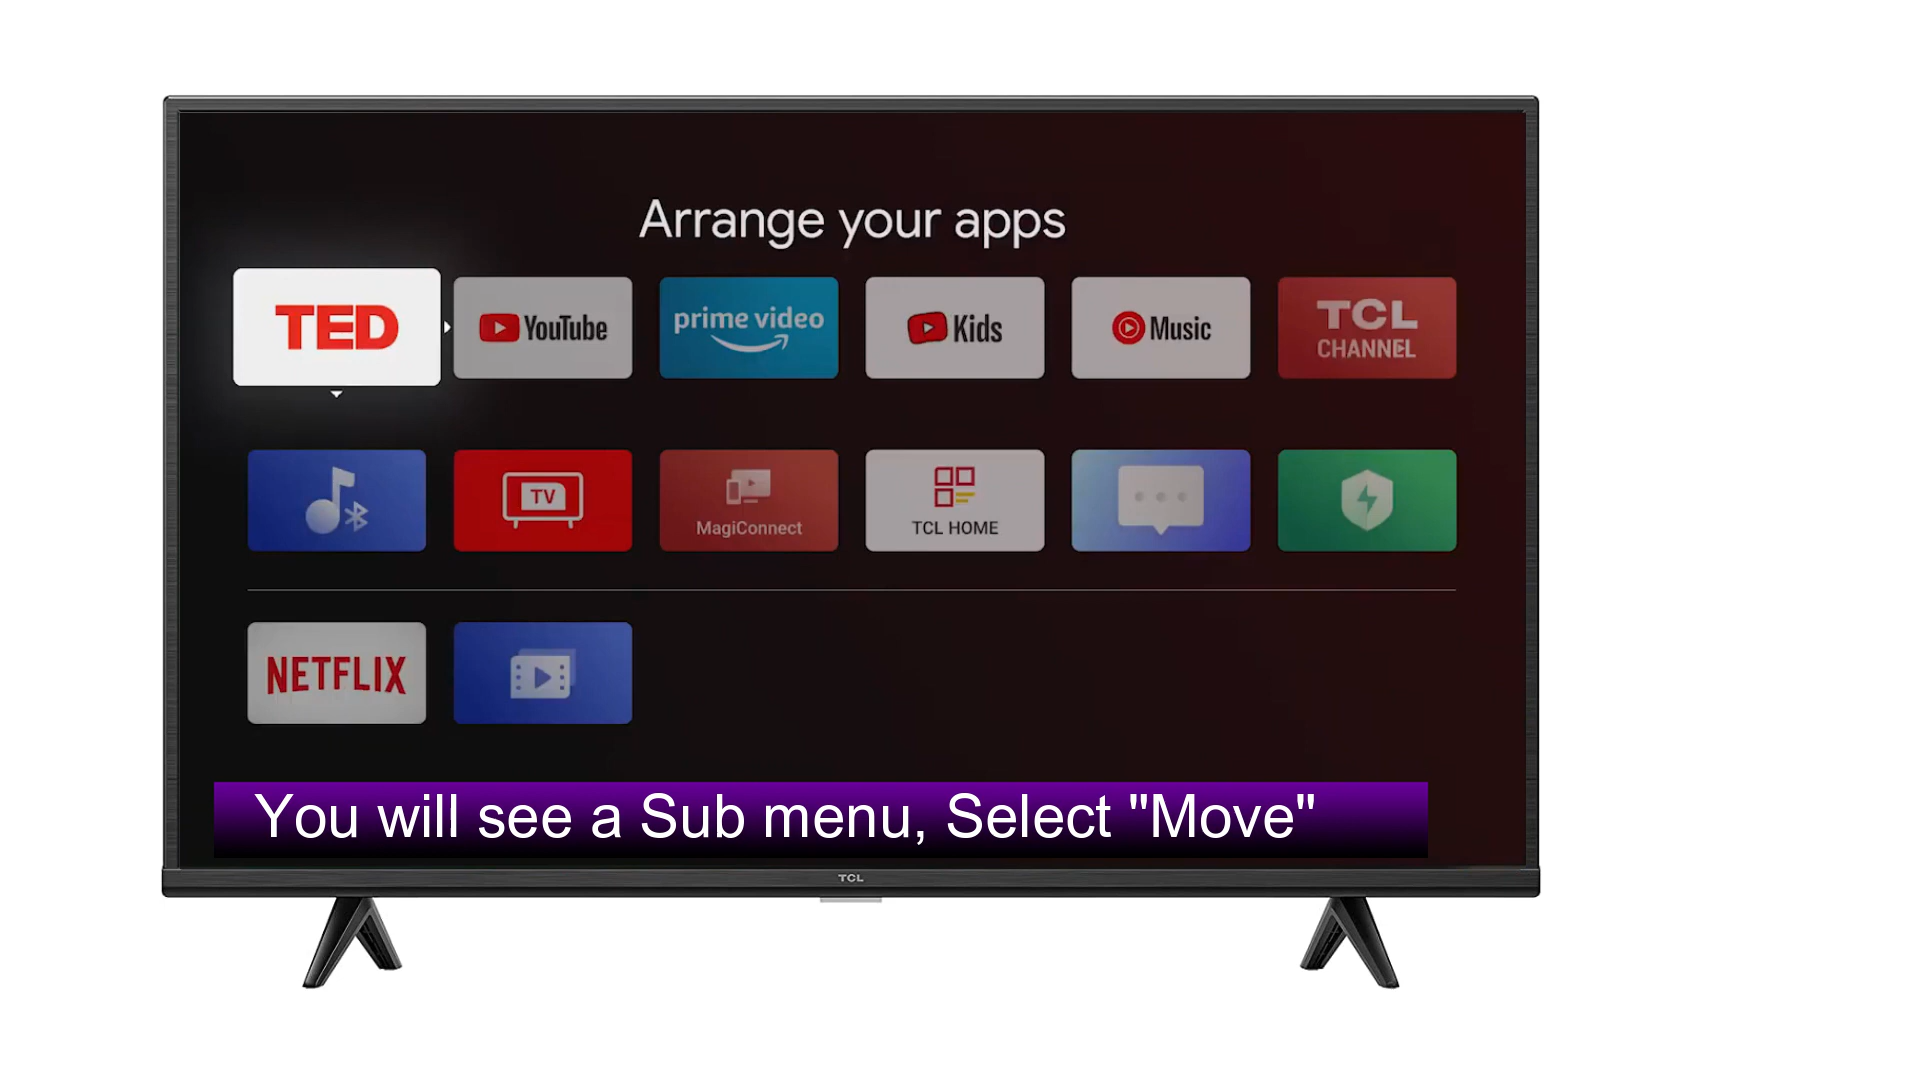 Arrange your apps
TED
YouTube
prime video
Kids
Music
TCL
CHANNEL
TV
MagiConnect
TCL HOME
NETFLIX
You will see a Sub menu, Select "Move"
TCL